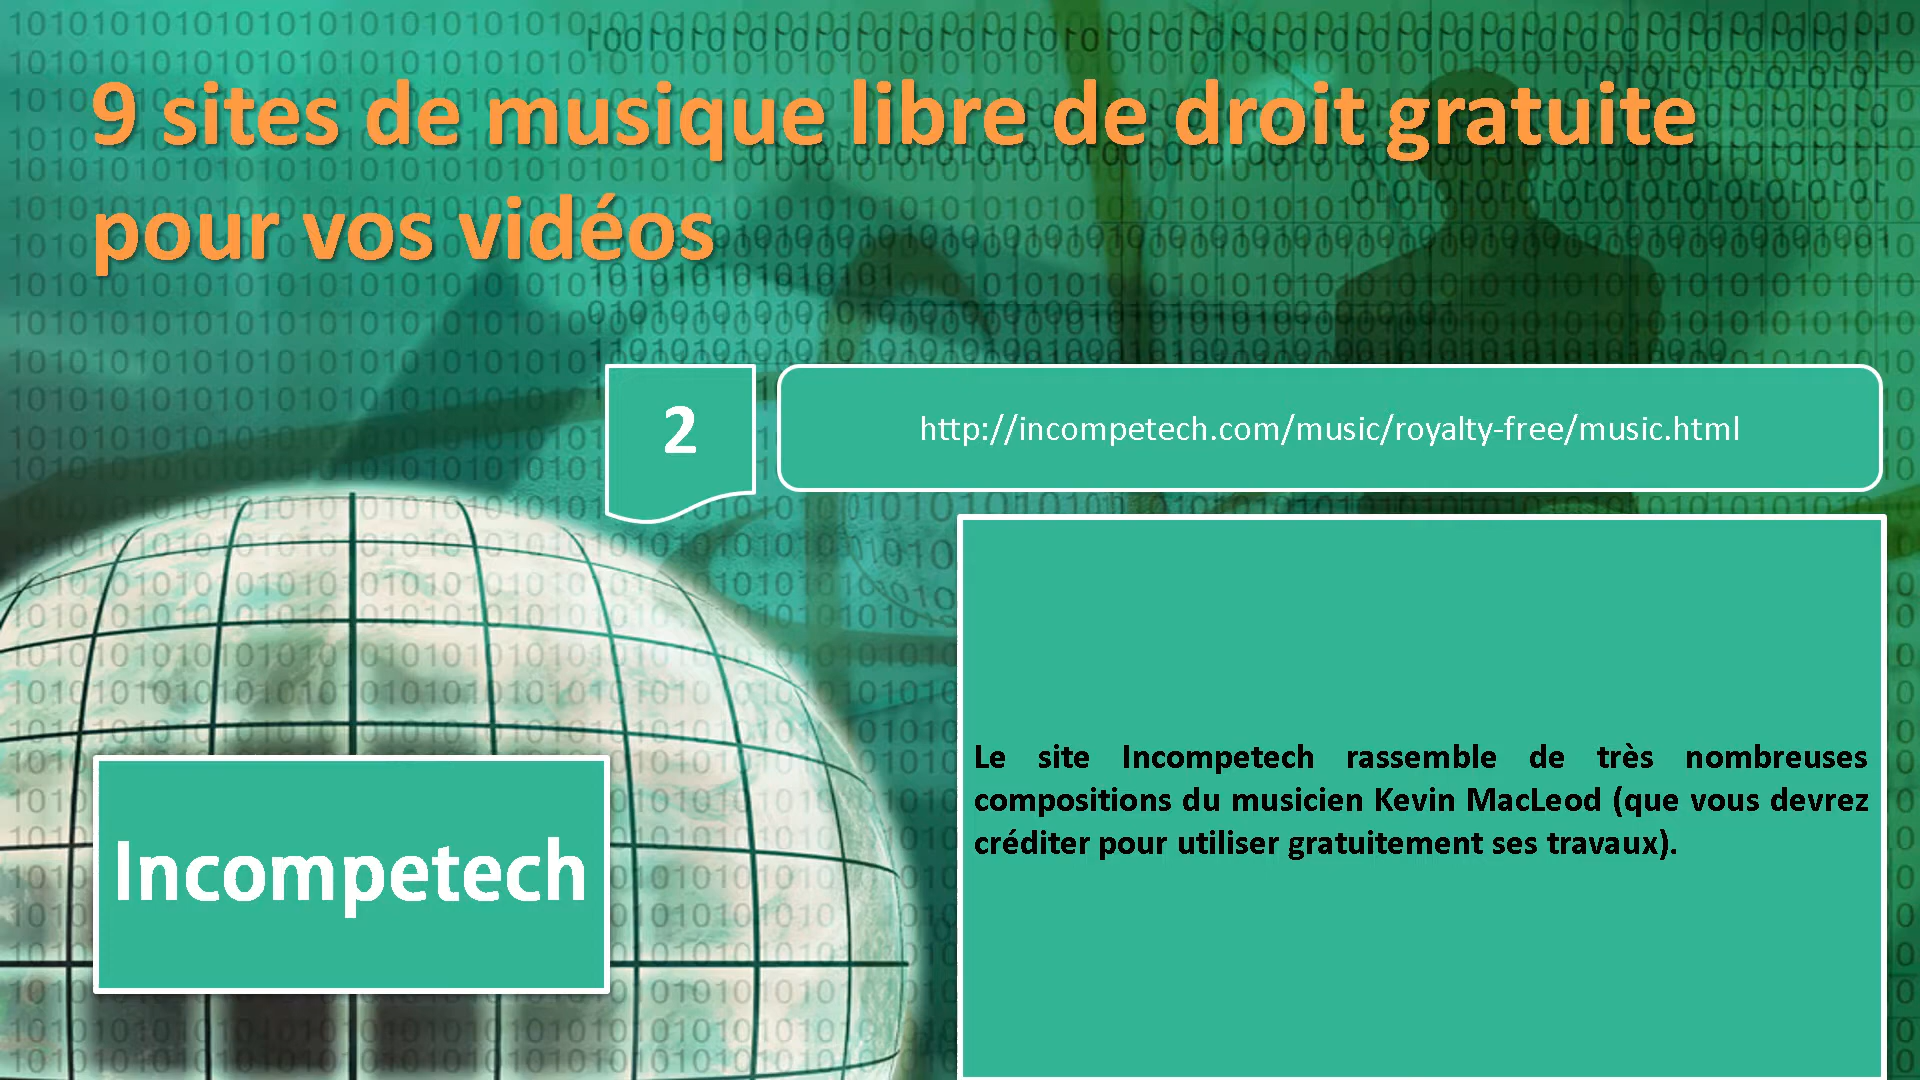 9 sites de musique libre de droit gratuite
pour vos vidéos
2
http://incompetech.com/music/royalty-free/music.html
Le site Incompetech rassemble de très nombreuses
compositions du musicien Kevin MacLeod (que vous devrez
créditer pour utiliser gratuitement ses travaux).
Incompetech